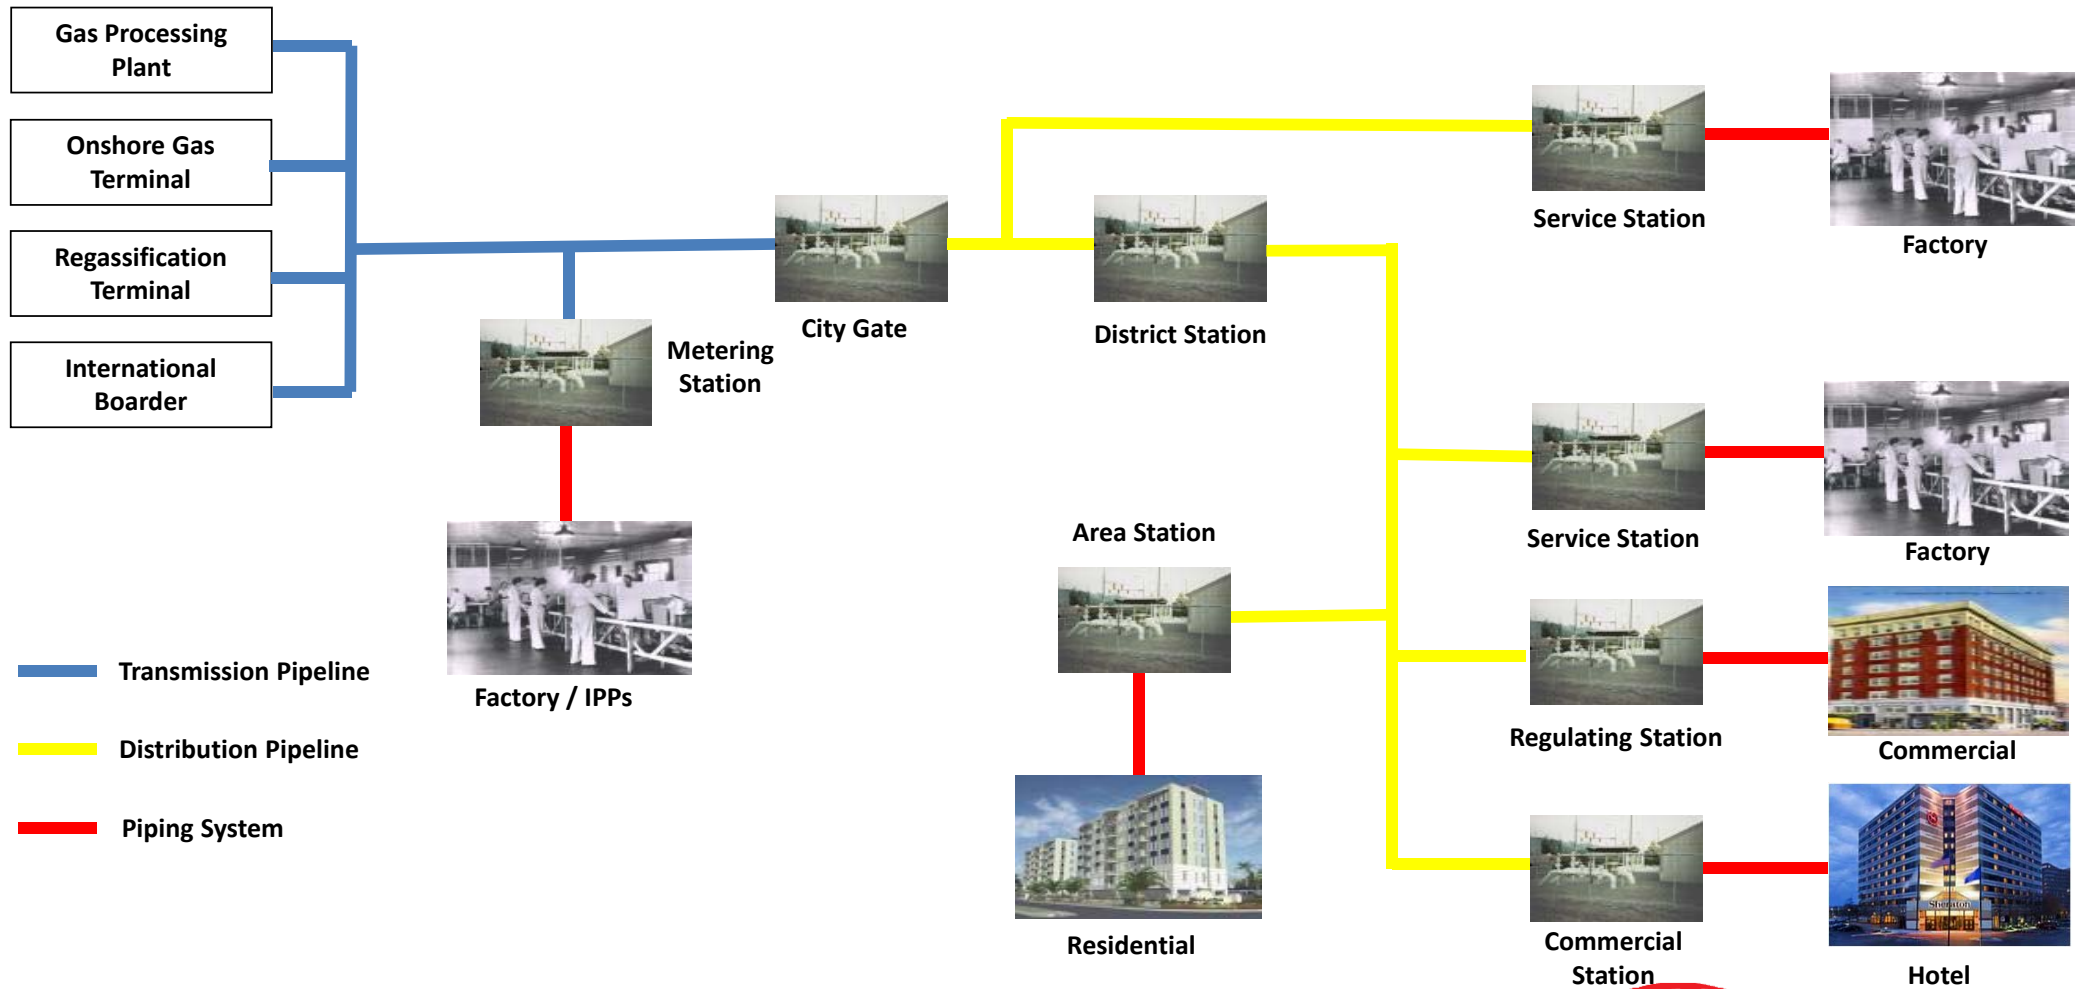 Gas Processing
Plant
Onshore Gas
Terminal
Regassification
Terminal
International
Boarder
Metering
Station
Factory / IPPs
City Gate
District Station
Service Station
Factory
Service Station
Factory
Area Station
Residential
Regulating Station
Commercial
Commercial
Station
Sheraton
Hotel
Transmission Pipeline
Distribution Pipeline
Piping System